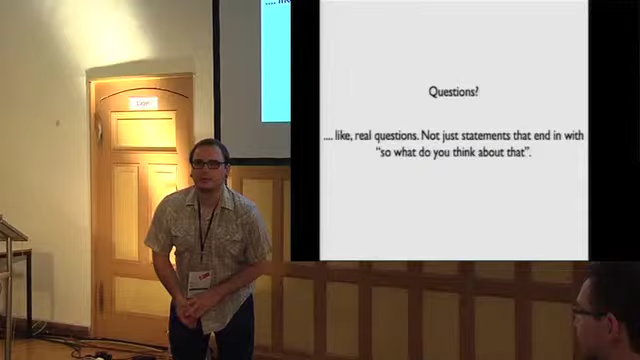 Questions?
.... like, real questions. Not just statements that end in with
“so what do you think about that”.